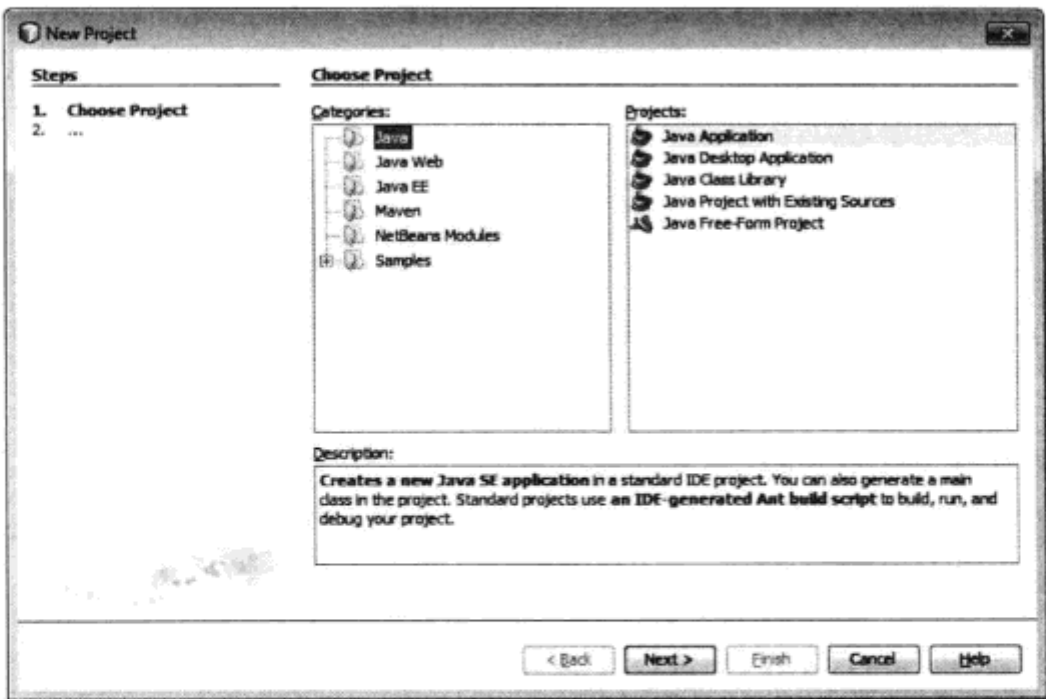 New Project
Steps
1. Choose Project
2. ...
Choose Project
Categories:
Java
Java Web
Java EE
Maven
NetBeans Modules
Samples
Projects:
Java Application
Java Desktop Application
Java Class Library
Java Project with Existing Sources
Java Free-Form Project
Description:
Creates a new Java SE application in a standard IDE project. You can also generate a main
class in the project. Standard projects use an IDE-generated Ant build script to build, run, and
debug your project.
< Back Next > Finish Cancel Help